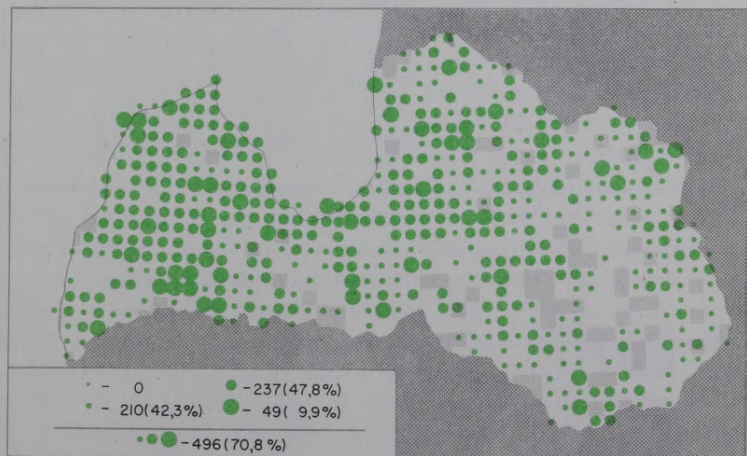 - 0 -237(47,8%)
- 210(42,3%) - 49( 9,9%)
-496(70,8%)